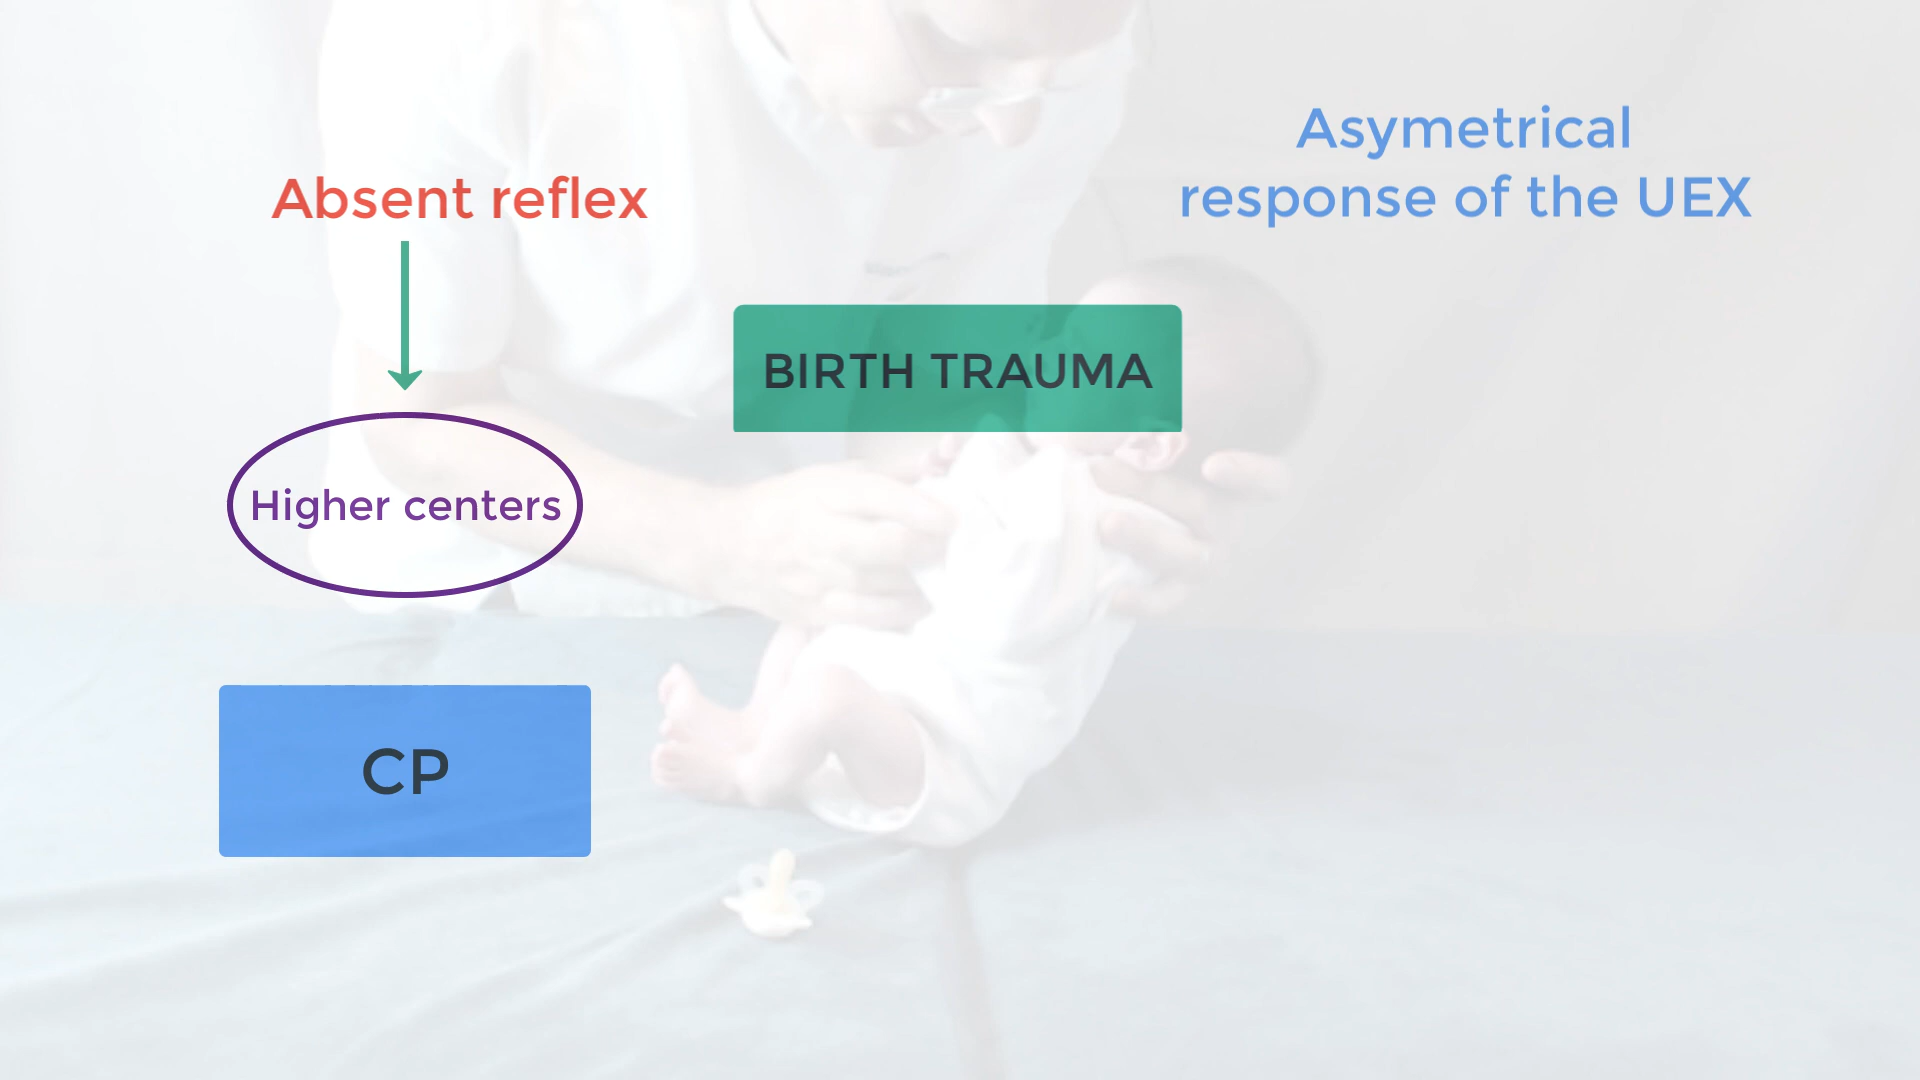 Absent reflex
Higher centers
CP
BIRTH TRAUMA
Asymetrical
response of the UEX